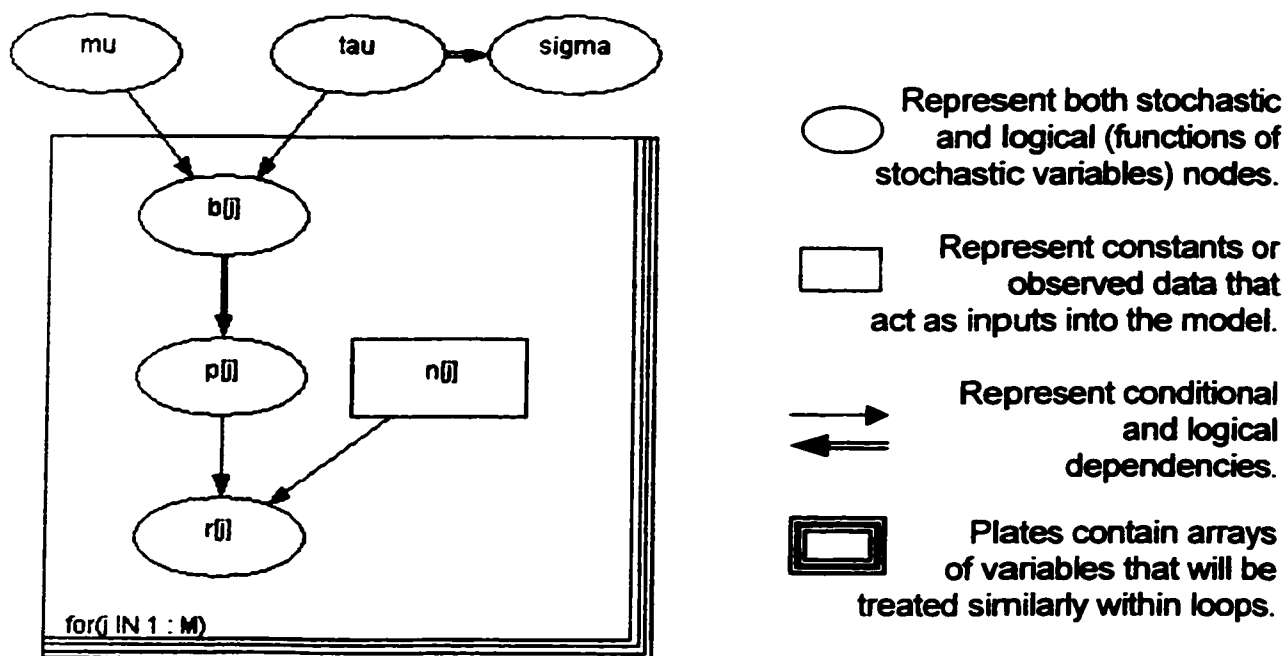 mu
tau
sigma
b[j]
p[j]
n[j]
r[j]
for(j IN 1 : M)
Represent both stochastic
and logical (functions of
stochastic variables) nodes.
Represent constants or
observed data that
act as inputs into the model.
Represent conditional
and logical
dependencies.
Plates contain arrays
of variables that will be
treated similarly within loops.